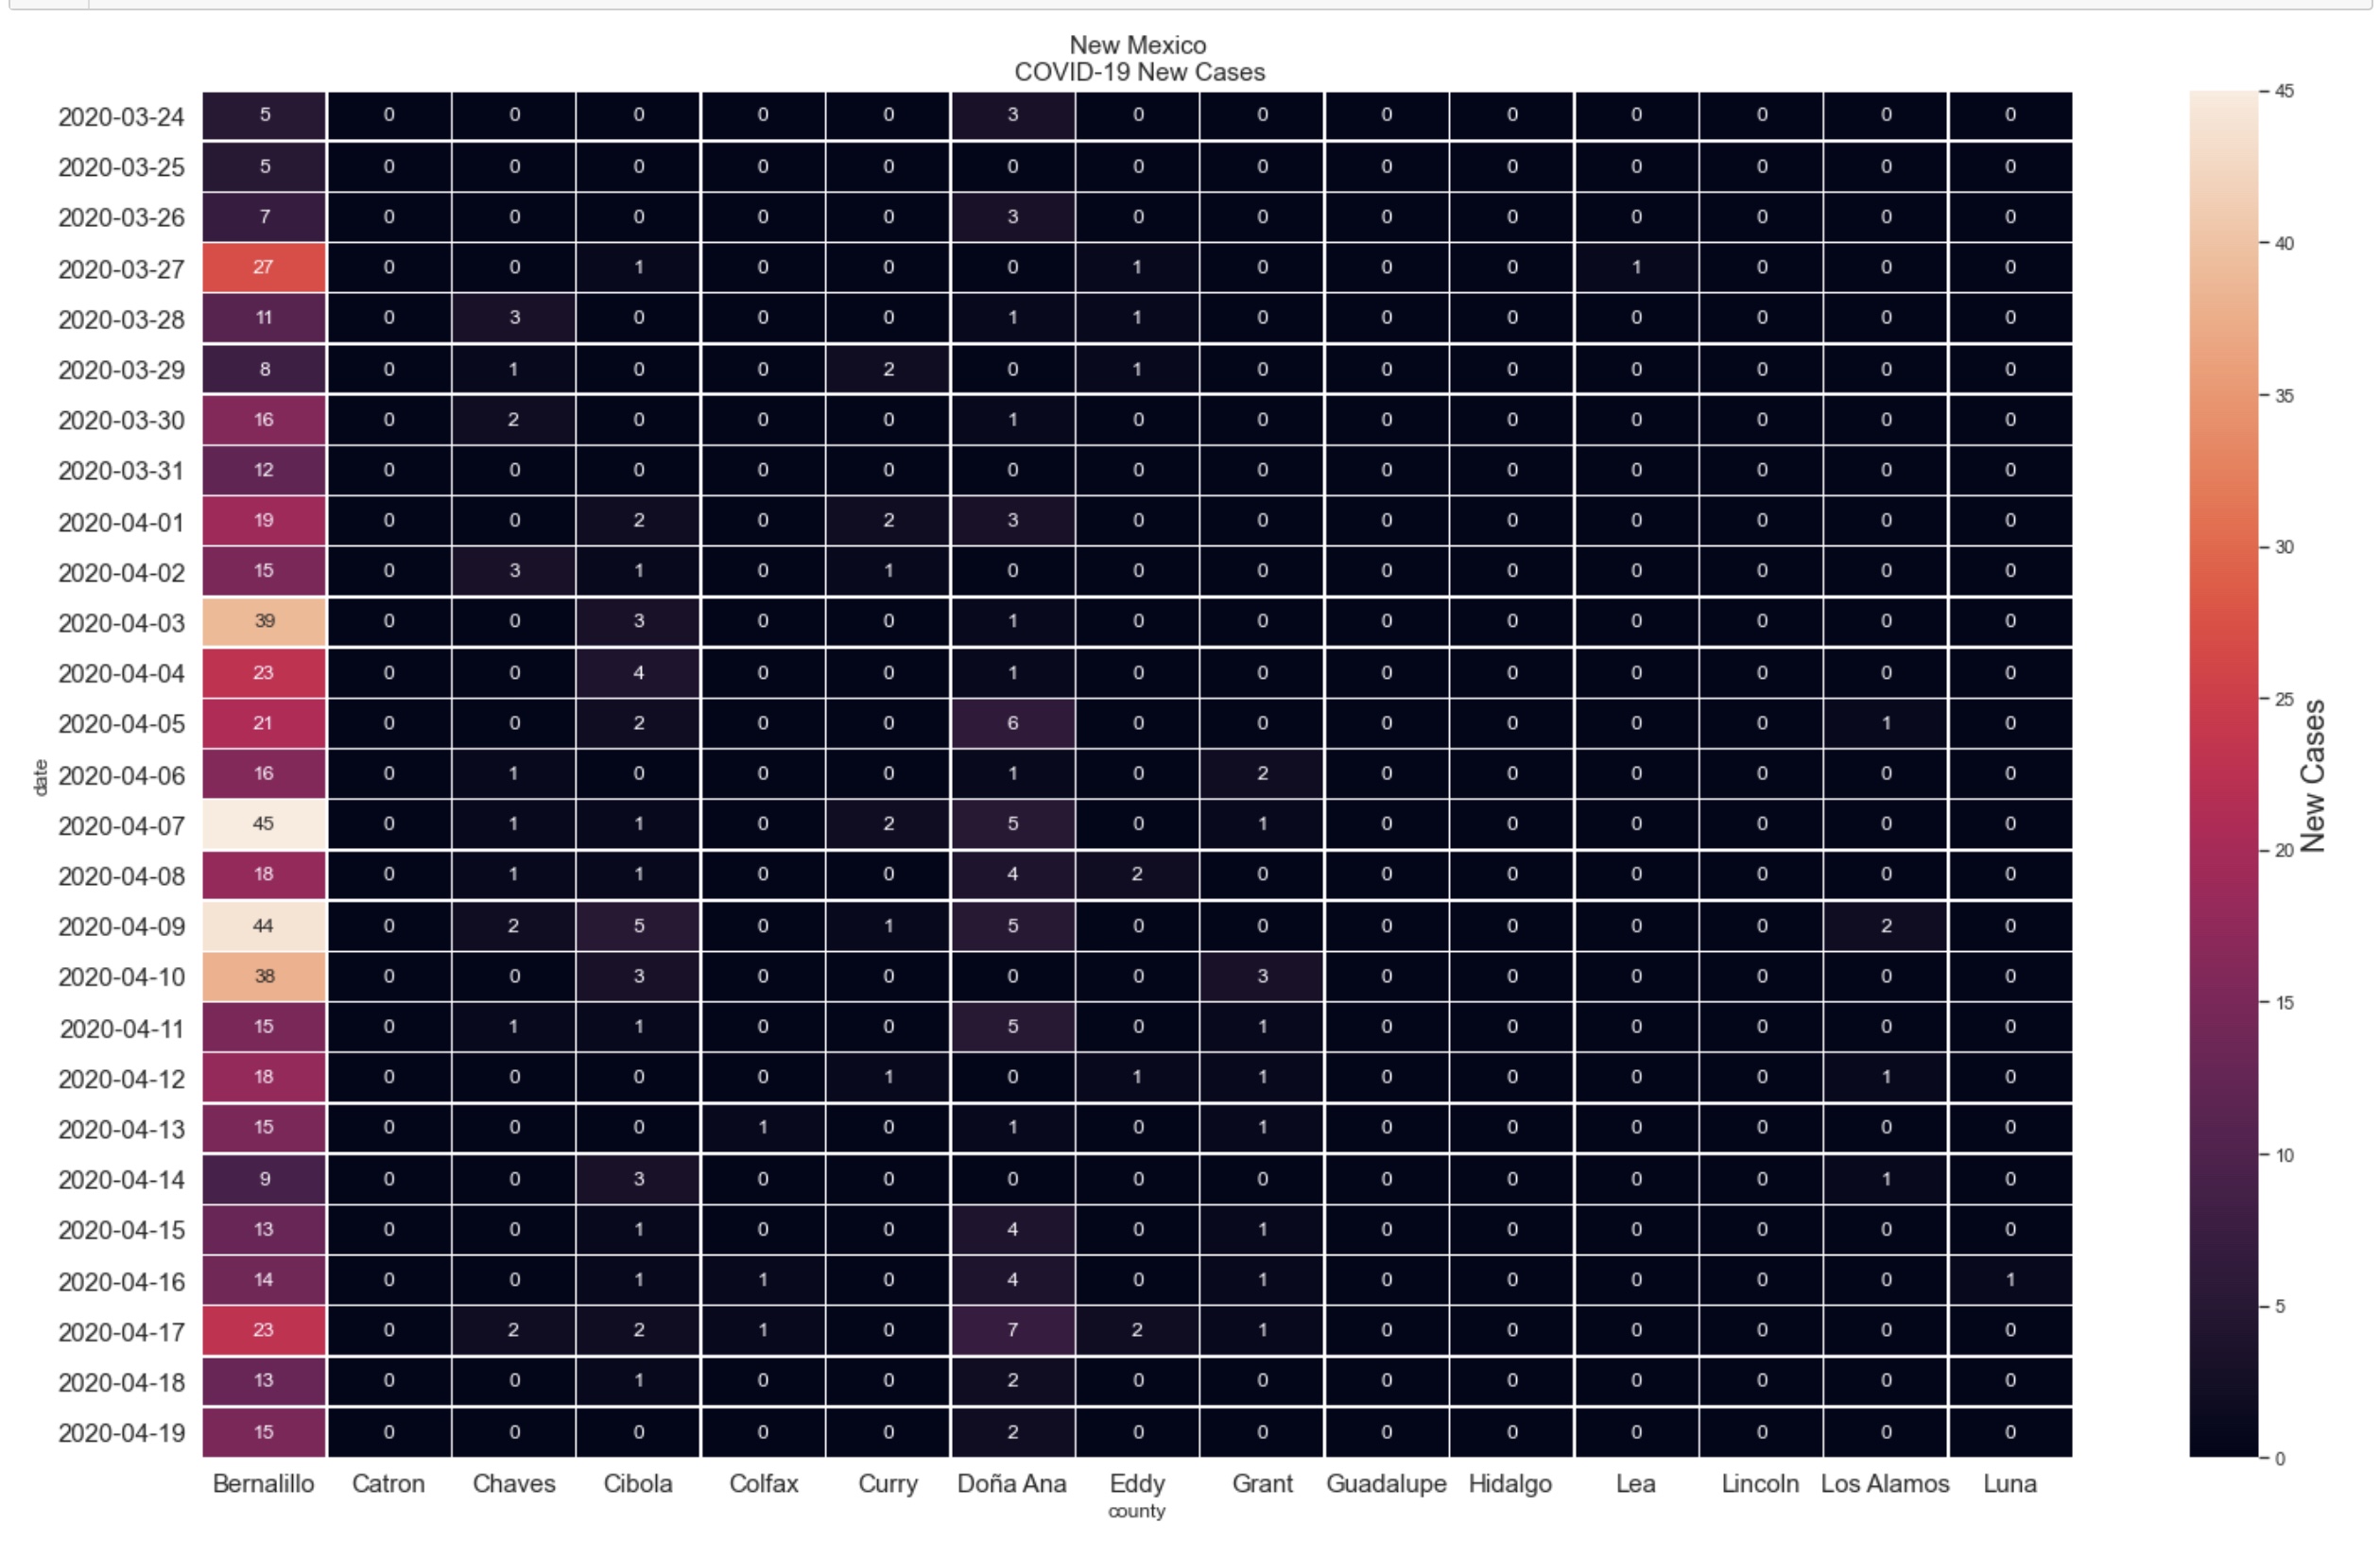 New Mexico
COVID-19 New Cases
2020-03-24 5 0 0 0 0 0 3 0 0 0 0 0 0 0 0
2020-03-25 5 0 0 0 0 0 0 0 0 0 0 0 0 0 0
2020-03-26 7 0 0 0 0 0 3 0 0 0 0 0 0 0 0
2020-03-27 27 0 0 1 0 0 0 1 0 0 0 1 0 0 0
2020-03-28 11 0 3 0 0 0 1 1 0 0 0 0 0 0 0
2020-03-29 8 0 1 0 0 2 0 1 0 0 0 0 0 0 0
2020-03-30 16 0 2 0 0 0 1 0 0 0 0 0 0 0 0
2020-03-31 12 0 0 0 0 0 0 0 0 0 0 0 0 0 0
2020-04-01 19 0 0 2 0 2 3 0 0 0 0 0 0 0 0
2020-04-02 15 0 3 1 0 1 0 0 0 0 0 0 0 0 0
2020-04-03 39 0 0 3 0 0 1 0 0 0 0 0 0 0 0
2020-04-04 23 0 0 4 0 0 1 0 0 0 0 0 0 0 0
2020-04-05 21 0 0 2 0 0 6 0 0 0 0 0 0 1 0
2020-04-06 16 0 1 0 0 0 1 0 2 0 0 0 0 0 0
2020-04-07 45 0 1 1 0 2 5 0 1 0 0 0 0 0 0
2020-04-08 18 0 1 1 0 0 4 2 0 0 0 0 0 0 0
2020-04-09 44 0 2 5 0 1 5 0 0 0 0 0 0 2 0
2020-04-10 38 0 0 3 0 0 0 0 3 0 0 0 0 0 0
2020-04-11 15 0 1 1 0 0 5 0 1 0 0 0 0 0 0
2020-04-12 18 0 0 0 0 1 0 1 1 0 0 0 0 1 0
2020-04-13 15 0 0 0 1 0 1 0 1 0 0 0 0 0 0
2020-04-14 9 0 0 3 0 0 0 0 0 0 0 0 0 1 0
2020-04-15 13 0 0 1 0 0 4 0 1 0 0 0 0 0 0
2020-04-16 14 0 0 1 1 0 4 0 1 0 0 0 0 0 1
2020-04-17 23 0 2 2 1 0 7 2 1 0 0 0 0 0 0
2020-04-18 13 0 0 1 0 0 2 0 0 0 0 0 0 0 0
2020-04-19 15 0 0 0 0 0 2 0 0 0 0 0 0 0 0
Bernalillo Catron Chaves Cibola Colfax Curry Doña Ana Eddy Grant Guadalupe Hidalgo Lea Lincoln Los Alamos Luna
county
date
45
40
35
30
25
20
15
10
5
0
New Cases